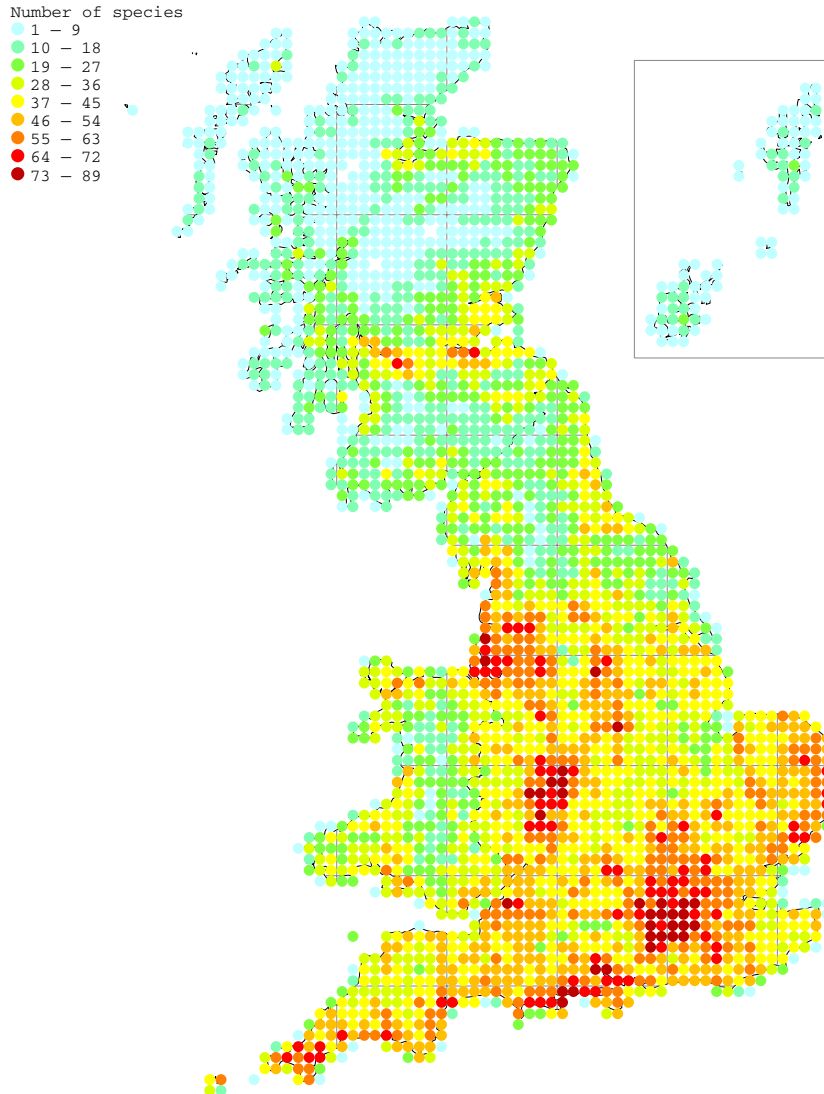 Number of species
1 – 9
10 – 18
19 – 27
28 – 36
37 – 45
46 – 54
55 – 63
64 – 72
73 – 89